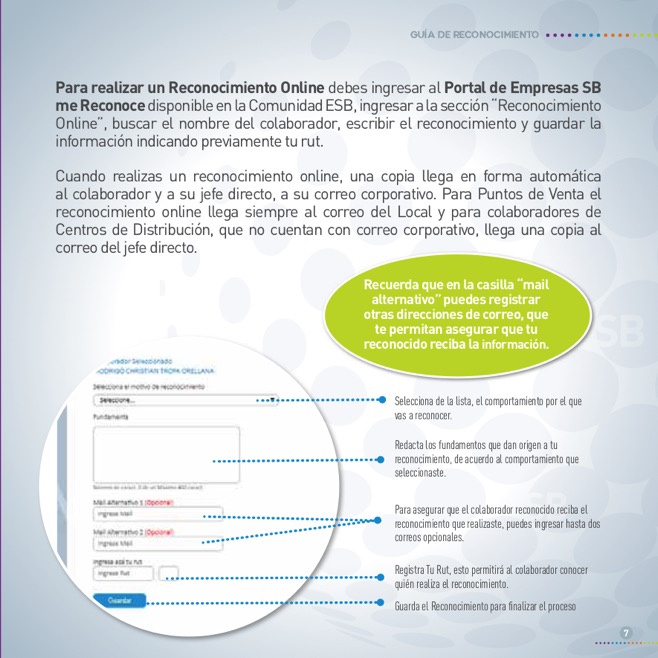 GUÍA DE RECONOCIMIENTO
Para realizar un Reconocimiento Online debes ingresar al Portal de Empresas SB
me Reconoce disponible en la Comunidad ESB, ingresar a la sección “Reconocimiento
Online”, buscar el nombre del colaborador, escribir el reconocimiento y guardar la
información indicando previamente tu rut.
Cuando realizas un reconocimiento online, una copia llega en forma automática
al colaborador y a su jefe directo, a su correo corporativo. Para Puntos de Venta el
reconocimiento online llega siempre al correo del Local y para colaboradores de
Centros de Distribución, que no cuentan con correo corporativo, llega una copia al
correo del jefe directo.
Recuerda que en la casilla “mail
alternativo” puedes registrar
otras direcciones de correo, que
te permitan asegurar que tu
reconocido reciba la información.
SB
Seleccionado
RODRIGO CHRISTIAN TROPA ORELLANA
Selecciona el motivo de reconocimiento
Seleccione...
Fundamenta
Mail Alternativo 1 (Opcional)
Ingrese Mail
Mail Alternativo 2 (Opcional)
Ingrese Mail
Ingrese acá tu rut
Ingrese Rut
Guardar
Selecciona de la lista, el comportamiento por el que
vas a reconocer.
Redacta los fundamentos que dan origen a tu
reconocimiento, de acuerdo al comportamiento que
seleccionaste.
Para asegurar que el colaborador reconocido reciba el
reconocimiento que realizaste, puedes ingresar hasta dos
correos opcionales.
Registra Tu Rut, esto permitirá al colaborador conocer
quién realiza el reconocimiento.
Guarda el Reconocimiento para finalizar el proceso
7